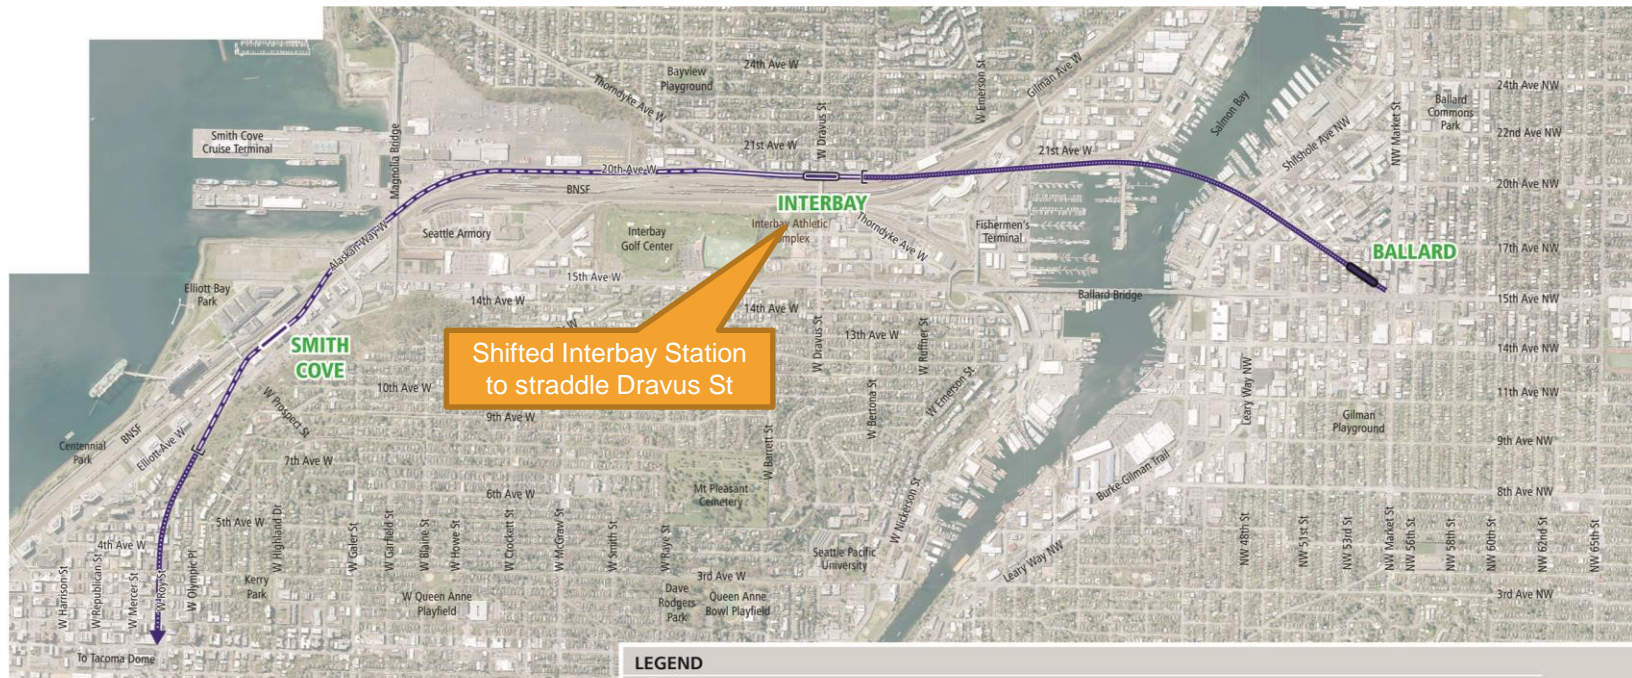 24th Ave W
Bayview
Playground
Thorndyke Ave W
W Dravus St
W Emerson St
Gilman Ave W
Salmon Bay
24th Ave NW
Ballard
Commons
Park
NW Market St
22nd Ave NW
Shilshole Ave NW
Smith Cove
Cruise Terminal
Magnolia Bridge
21st Ave W
21st Ave W
20th Ave W
20th Ave NW
BNSF
INTERBAY
Interbay Athletic
Complex
Thorndyke Ave W
Fishermen's
Terminal
Seattle Armory
Interbay
Golf Center
Alaskan Way W
17th Ave NW
BALLARD
15th Ave W
Elliott Bay
Park
14th Ave W
14th Ave W
Ballard Bridge
15th Ave NW
SMITH
COVE
W Dravus St
13th Ave W
W Ruffner St
14th Ave NW
Shifted Interbay Station
to straddle Dravus St
10th Ave W
9th Ave W
W Prospect St
W Bertona St
W Emerson St
Leary Way NW
11th Ave NW
Gilman
Playground
Centennial
Park
BNSF
Elliott Ave W
7th Ave W
W Barrett St
9th Ave NW
Burke-Gilman Trail
6th Ave W
Mt Pleasant
Cemetery
W Nickerson St
8th Ave NW
5th Ave W
W Highland Dr
W Galer St
W Garfield St
W Blaine St
W Howe St
W Crockett St
W McGraw St
W Smith St
W Raye St
NW 48th St
NW 51st St
NW 53rd St
NW Market St
NW 56th St
NW 58th St
NW 60th St
NW 62nd St
NW 65th St
4th Ave W
Seattle Pacific
University
Leary Way NW
W Harrison St
W Republican St
W Mercer St
W Roy St
W Olympic Pl
Kerry
Park
W Queen Anne
Playfield
3rd Ave W
Dave
Rodgers
Park
Queen Anne
Bowl Playfield
3rd Ave NW
To Tacoma Dome
LEGEND